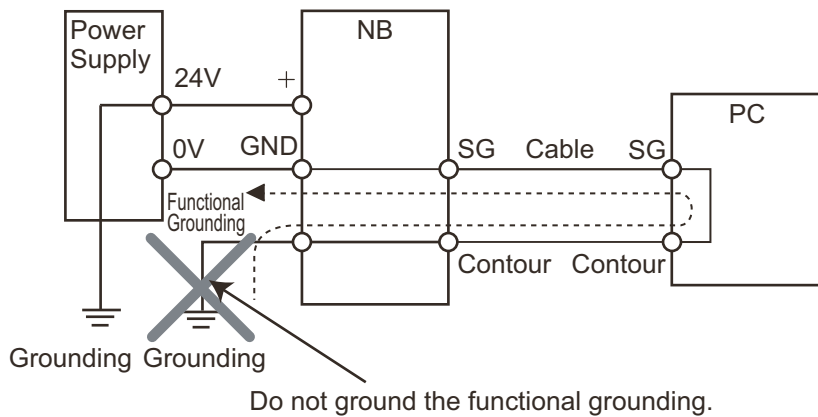 Power
Supply
NB
24V
+
PC
0V
GND
SG
Cable
SG
Functional
Grounding
Contour
Contour
Grounding
Grounding
Do not ground the functional grounding.